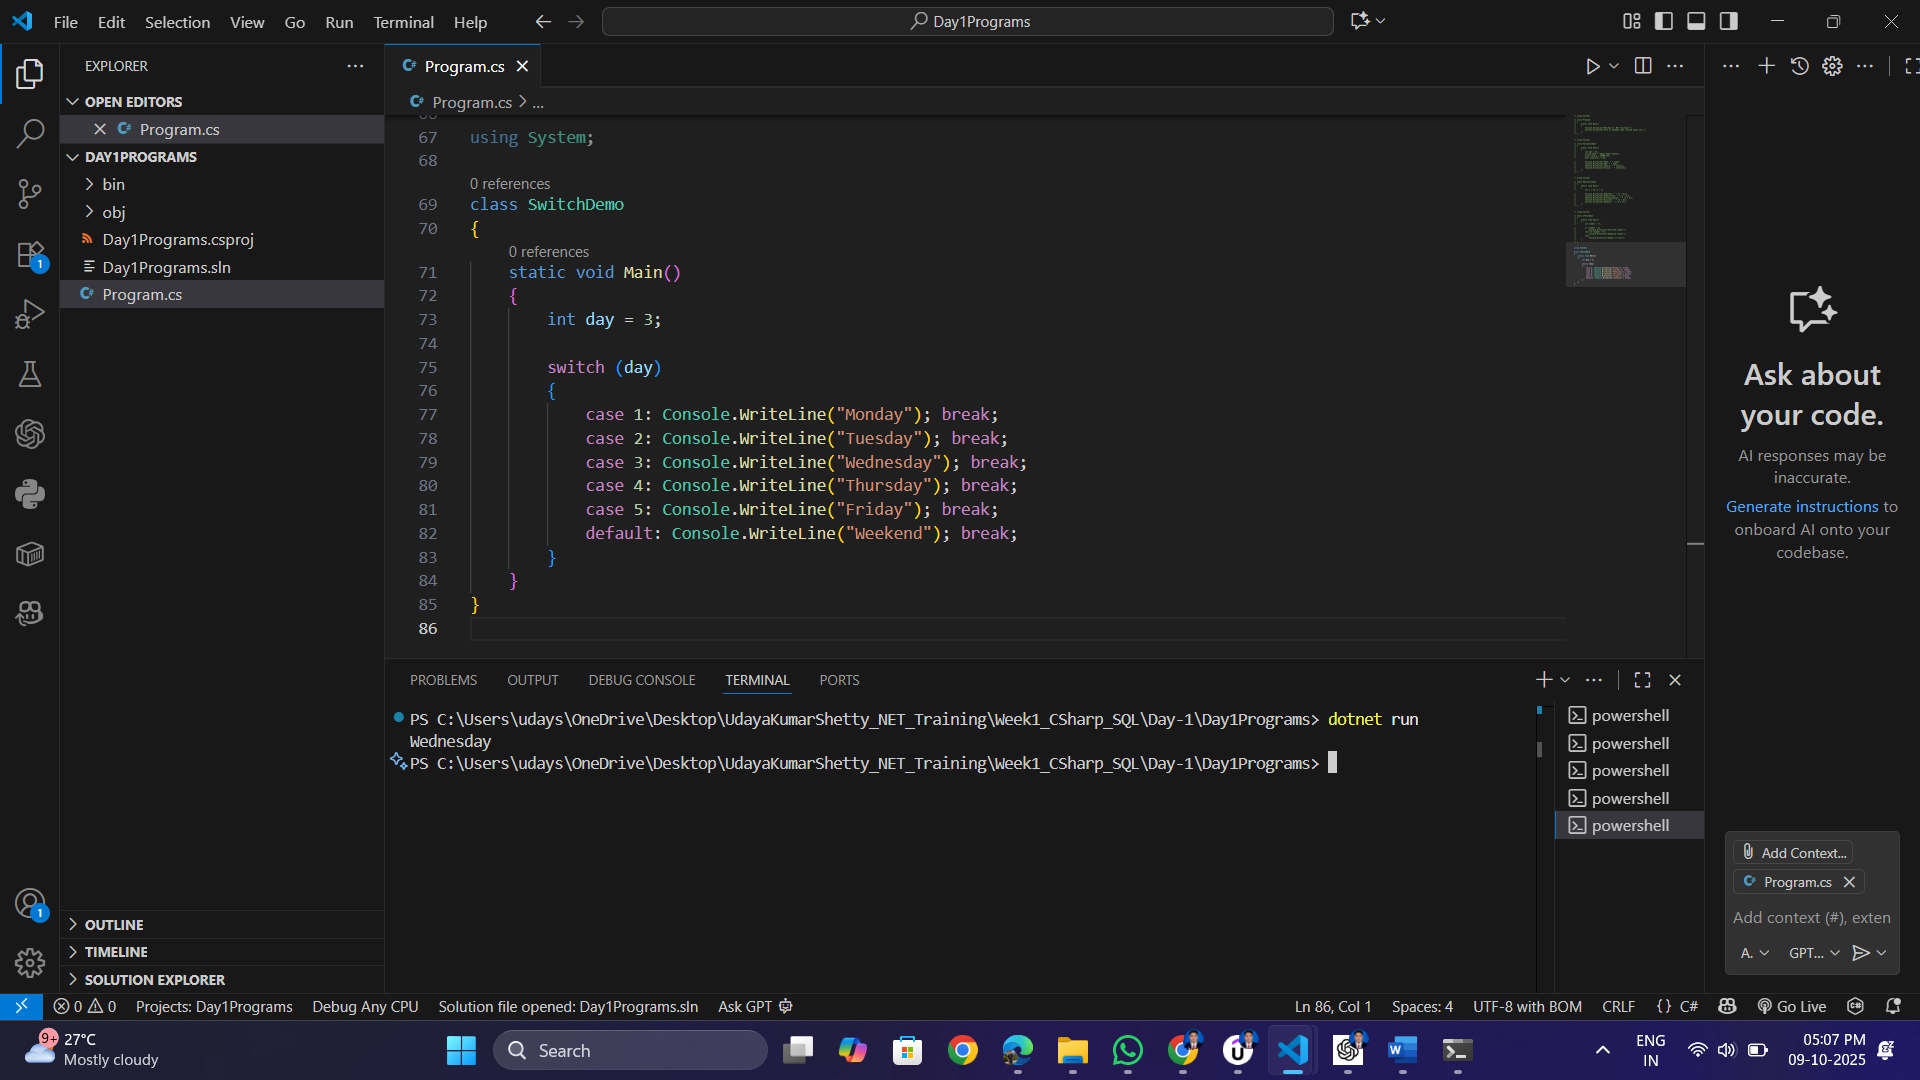 File Edit Selection View Go Run Terminal Help
Day1Programs
EXPLORER
OPEN EDITORS
Program.cs
DAY1PROGRAMS
bin
obj
Day1Programs.csproj
Day1Programs.sln
Program.cs
OUTLINE
TIMELINE
SOLUTION EXPLORER
Program.cs
Program.cs > ...
67 using System;
68
0 references
69 class SwitchDemo
70 {
0 references
71 static void Main()
72 {
73 int day = 3;
74
75 switch (day)
76 {
77 case 1: Console.WriteLine("Monday"); break;
78 case 2: Console.WriteLine("Tuesday"); break;
79 case 3: Console.WriteLine("Wednesday"); break;
80 case 4: Console.WriteLine("Thursday"); break;
81 case 5: Console.WriteLine("Friday"); break;
82 default: Console.WriteLine("Weekend"); break;
83 }
84 }
85 }
86
PROBLEMS OUTPUT DEBUG CONSOLE TERMINAL PORTS
PS C:\Users\udays\OneDrive\Desktop\UdayaKumarShetty_NET_Training\Week1_CSharp_SQL\Day-1\Day1Programs> dotnet run
Wednesday
PS C:\Users\udays\OneDrive\Desktop\UdayaKumarShetty_NET_Training\Week1_CSharp_SQL\Day-1\Day1Programs>
powershell
powershell
powershell
powershell
powershell
Ask about
your code.
AI responses may be
inaccurate.
Generate instructions to
onboard AI onto your
codebase.
Add Context...
Program.cs
Add context (#), exten
A. GPT...
1
1
0 0 Projects: Day1Programs Debug Any CPU Solution file opened: Day1Programs.sln Ask GPT Ln 86, Col 1 Spaces: 4 UTF-8 with BOM CRLF {} C# Go Live
9+
27°C
Mostly cloudy
Search
ENG
IN
05:07 PM
09-10-2025